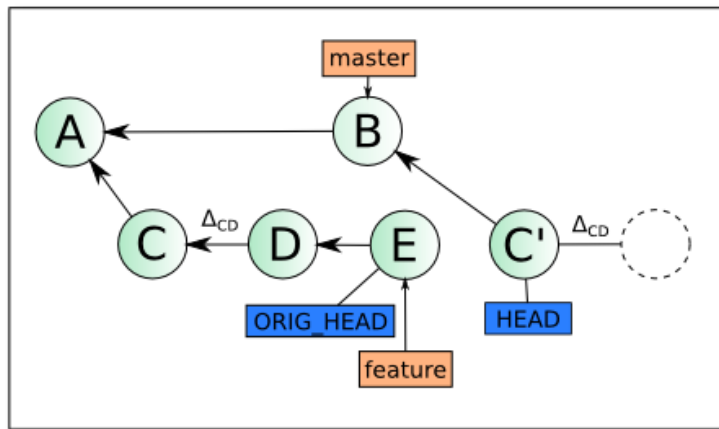 master
A
B
C
ΔCD
D
E
C'
ΔCD
ORIG_HEAD
HEAD
feature